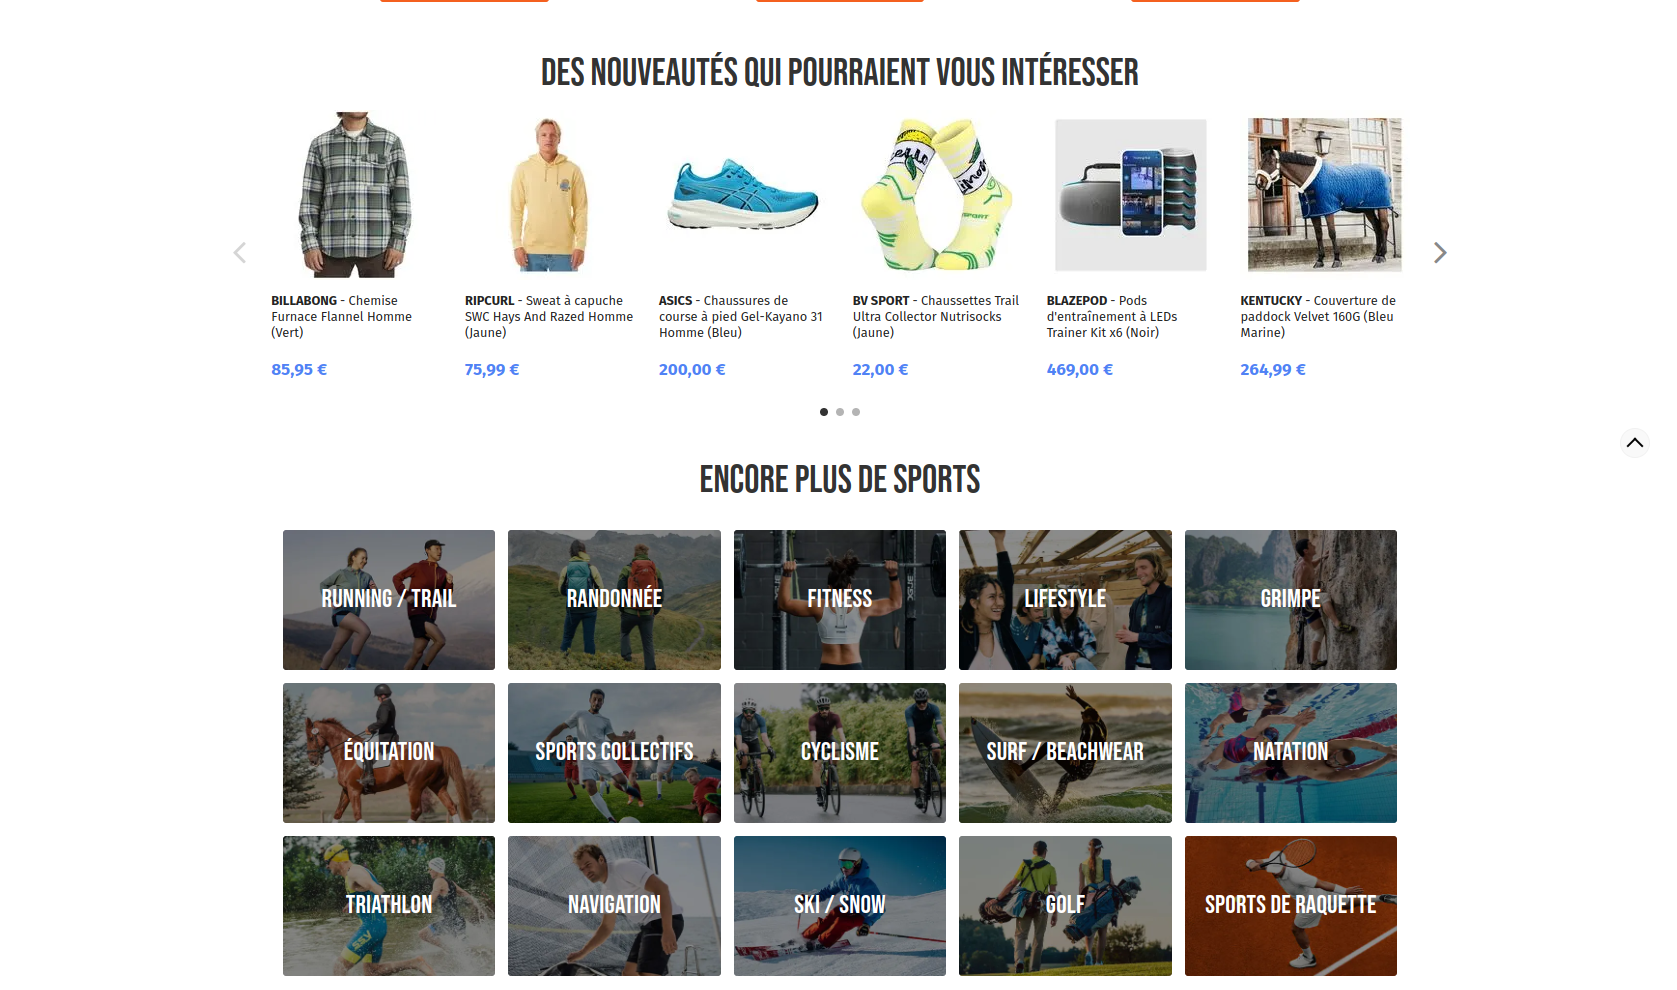 DES NOUVEAUTÉS QUI POURRAIENT VOUS INTÉRESSER
BILLABONG - Chemise
Furnace Flannel Homme
(Vert)
85,95 €
RIPCURL - Sweat à capuche
SWC Hays And Razed Homme
(Jaune)
75,99 €
ASICS - Chaussures de
course à pied Gel-Kayano 31
Homme (Bleu)
200,00 €
BV SPORT - Chaussettes Trail
Ultra Collector Nutrisocks
(Jaune)
22,00 €
BLAZEPOD - Pods
d'entraînement à LEDs
Trainer Kit x6 (Noir)
469,00 €
KENTUCKY - Couverture de
paddock Velvet 160G (Bleu
Marine)
264,99 €
ENCORE PLUS DE SPORTS
RUNNING / TRAIL
RANDONNÉE
FITNESS
LIFESTYLE
GRIMPE
ÉQUITATION
SPORTS COLLECTIFS
CYCLISME
SURF / BEACHWEAR
NATATION
TRIATHLON
NAVIGATION
SKI / SNOW
GOLF
SPORTS DE RAQUETTE